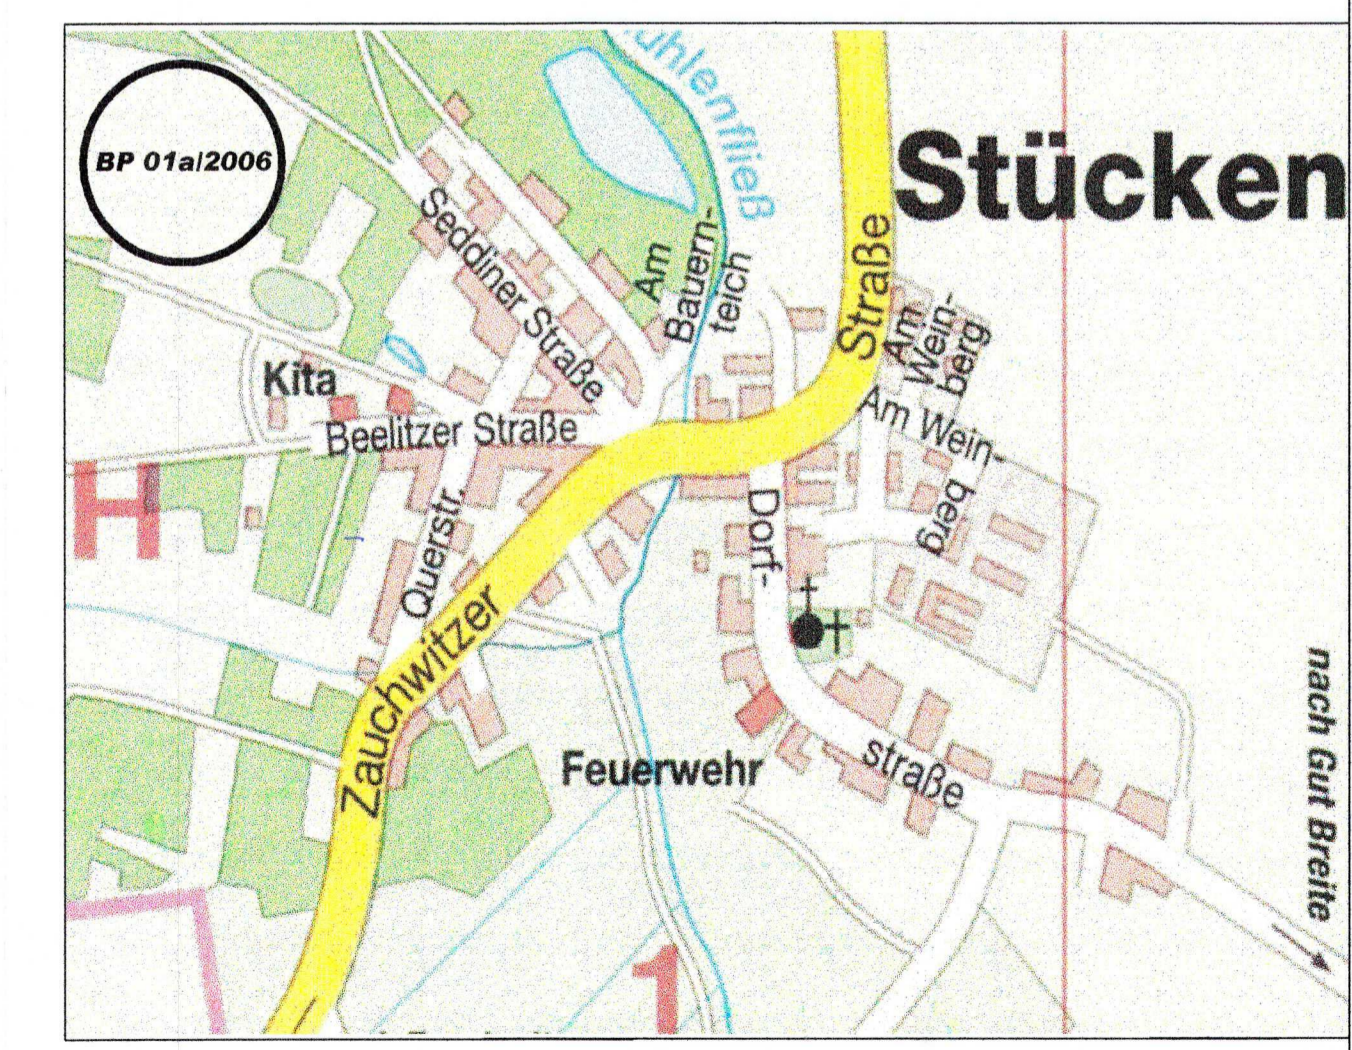 BP 01a/2006
Stücken
Seddiner Straße
Am
Bauern-
teich
Straße
Am
Wein-
berg
Kita
Beelitzer Straße
Am Wein-
berg
H
Querstr.
Dorf-
Zauchwitzer
straße
Feuerwehr
nach Gut Breite
1